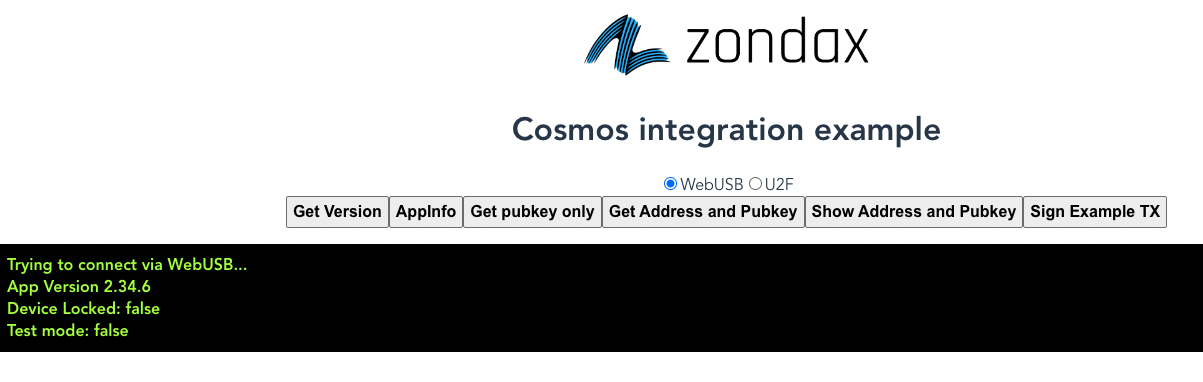 zondax
Cosmos integration example
WebUSB U2F
Get Version AppInfo Get pubkey only Get Address and Pubkey Show Address and Pubkey Sign Example TX
Trying to connect via WebUSB...
App Version 2.34.6
Device Locked: false
Test mode: false